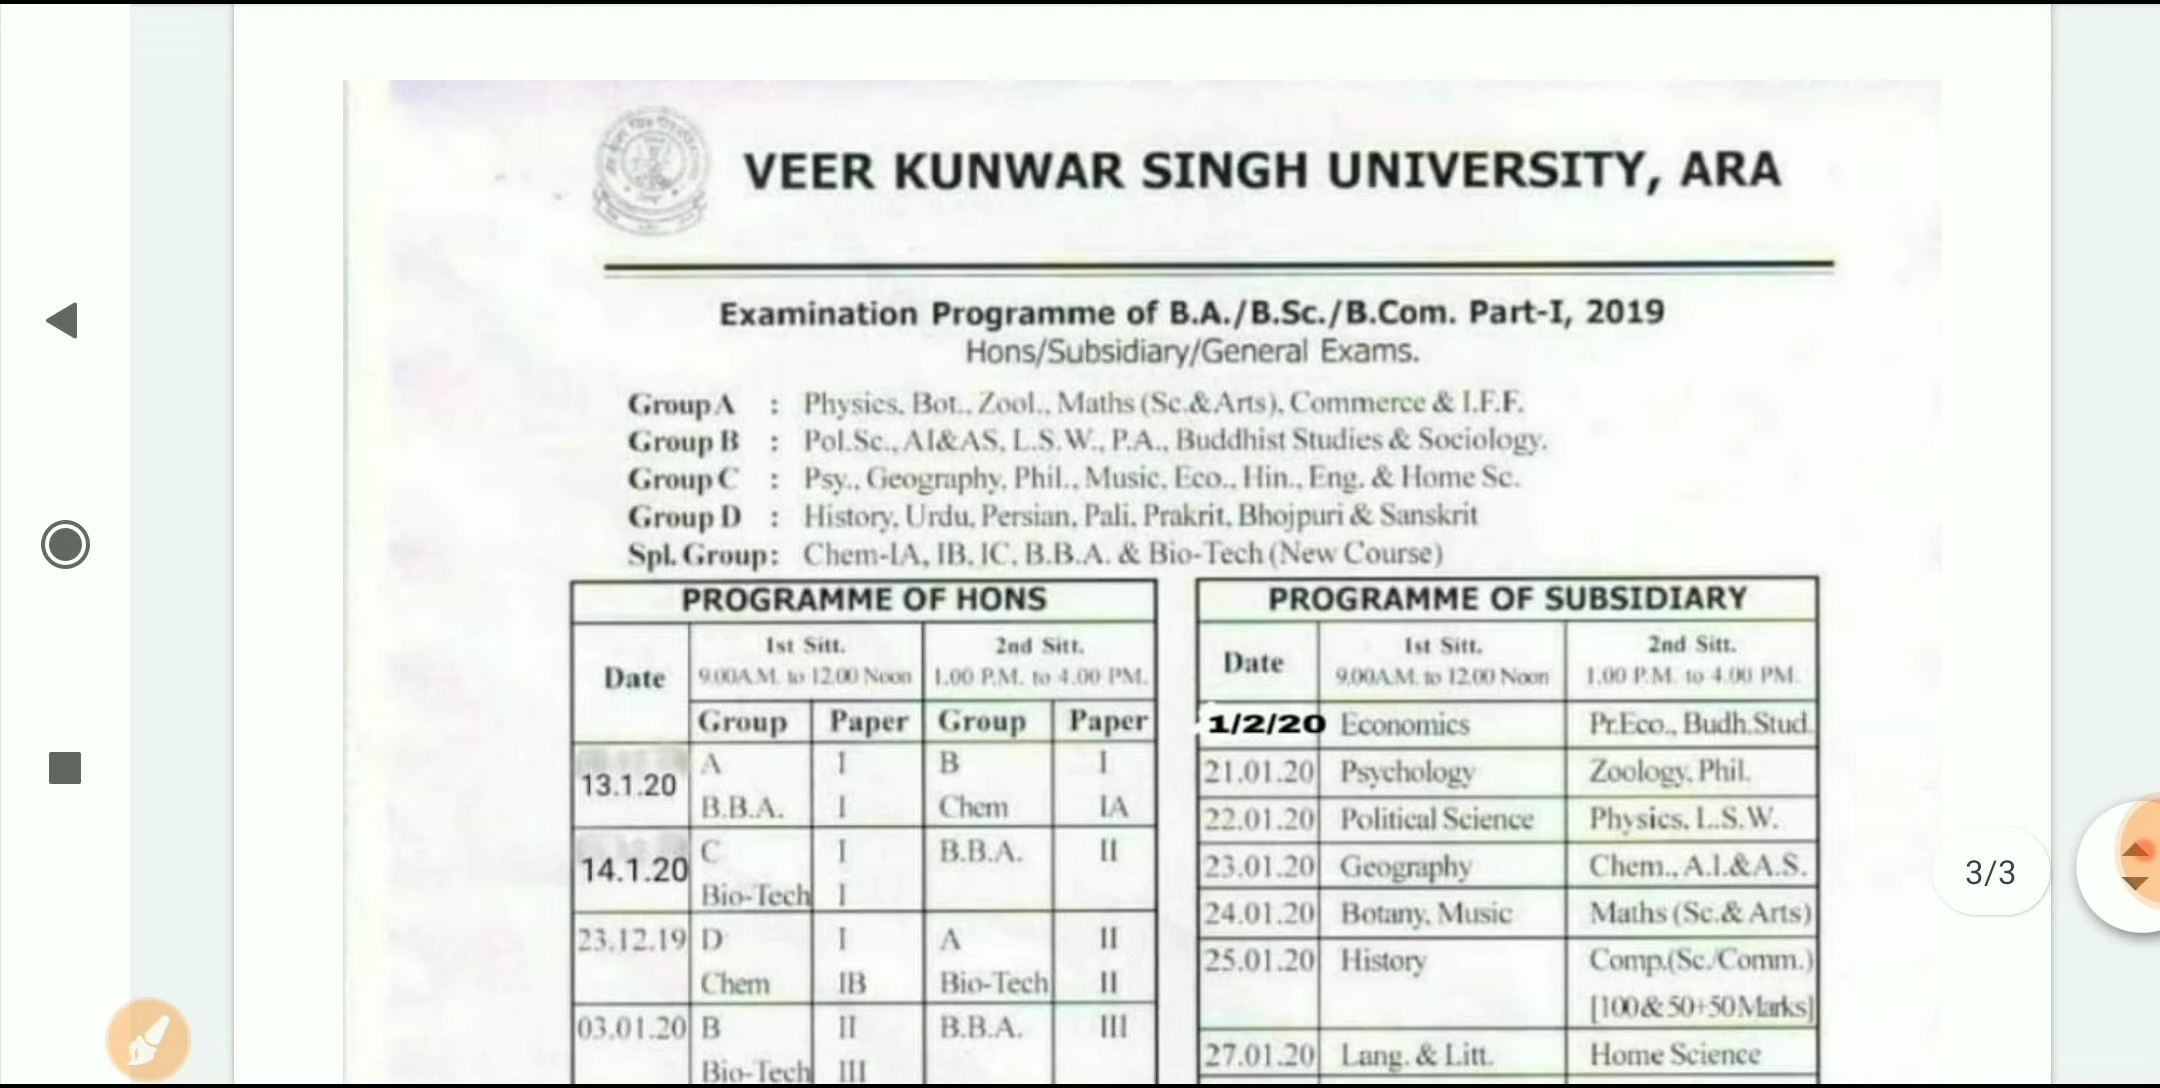 VEER KUNWAR SINGH UNIVERSITY, ARA
Examination Programme of B.A./B.Sc./B.Com. Part-I, 2019
Hons/Subsidiary/General Exams.
Group A : Physics, Bot., Zool., Maths (Sc.& Arts), Commerce & I.F.F.
Group B : Pol.Sc., AI&AS, L.S.W., P.A., Buddhist Studies & Sociology.
Group C : Psy., Geography, Phil., Music, Eco., Hin., Eng. & Home Sc.
Group D : History, Urdu, Persian, Pali, Prakrit, Bhojpuri & Sanskrit
Spl. Group: Chem-IA, IB, IC, B.B.A. & Bio-Tech (New Course)
PROGRAMME OF HONS
Date 1st Sitt. 2nd Sitt.
9.00A.M. to 12.00 Noon 1.00 P.M. to 4.00 PM.
Group Paper Group Paper
13.1.20 A I B I
B.B.A. I Chem IA
14.1.20 C I B.B.A. II
Bio-Tech I
23.12.19 D I A II
Chem IB Bio-Tech II
03.01.20 B II B.B.A. III
Bio-Tech III
PROGRAMME OF SUBSIDIARY
Date 1st Sitt. 2nd Sitt.
9.00A.M. to 12.00 Noon 1.00 P.M. to 4.00 PM.
1/2/20 Economics Pr.Eco., Budh.Stud.
21.01.20 Psychology Zoology, Phil.
22.01.20 Political Science Physics, L.S.W.
23.01.20 Geography Chem., A.I.&A.S.
24.01.20 Botany, Music Maths (Sc.& Arts)
25.01.20 History Comp.(Sc./Comm.)
[100 & 50+50 Marks]
27.01.20 Lang. & Litt. Home Science
3/3